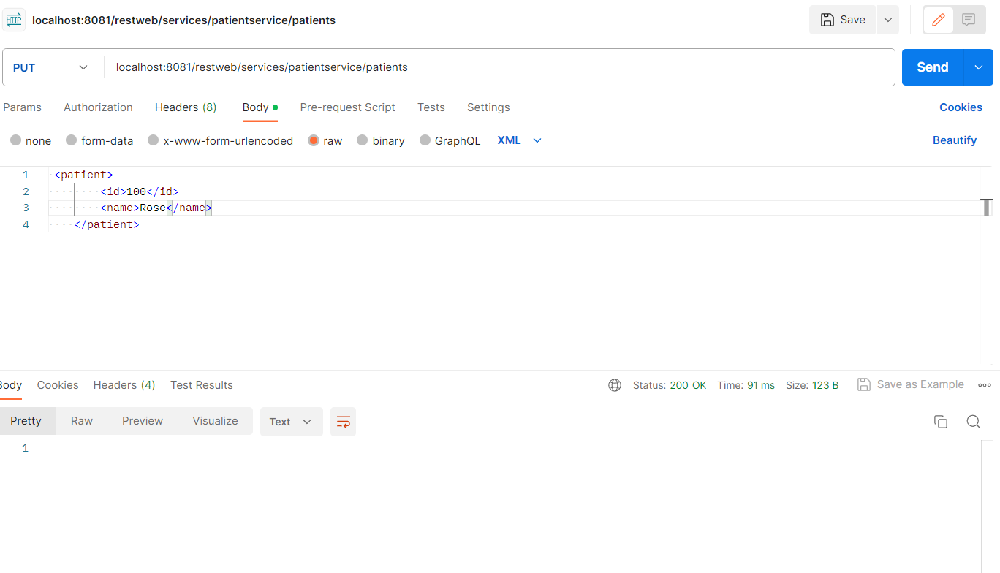 HTTP localhost:8081/restweb/services/patientservice/patients Save
PUT localhost:8081/restweb/services/patientservice/patients Send
Params Authorization Headers (8) Body Pre-request Script Tests Settings Cookies
none form-data x-www-form-urlencoded raw binary GraphQL XML Beautify
1 <patient>
2 <id>100</id>
3 <name>Rose</name>
4 </patient>
Body Cookies Headers (4) Test Results Status: 200 OK Time: 91 ms Size: 123 B Save as Example
Pretty Raw Preview Visualize Text
1